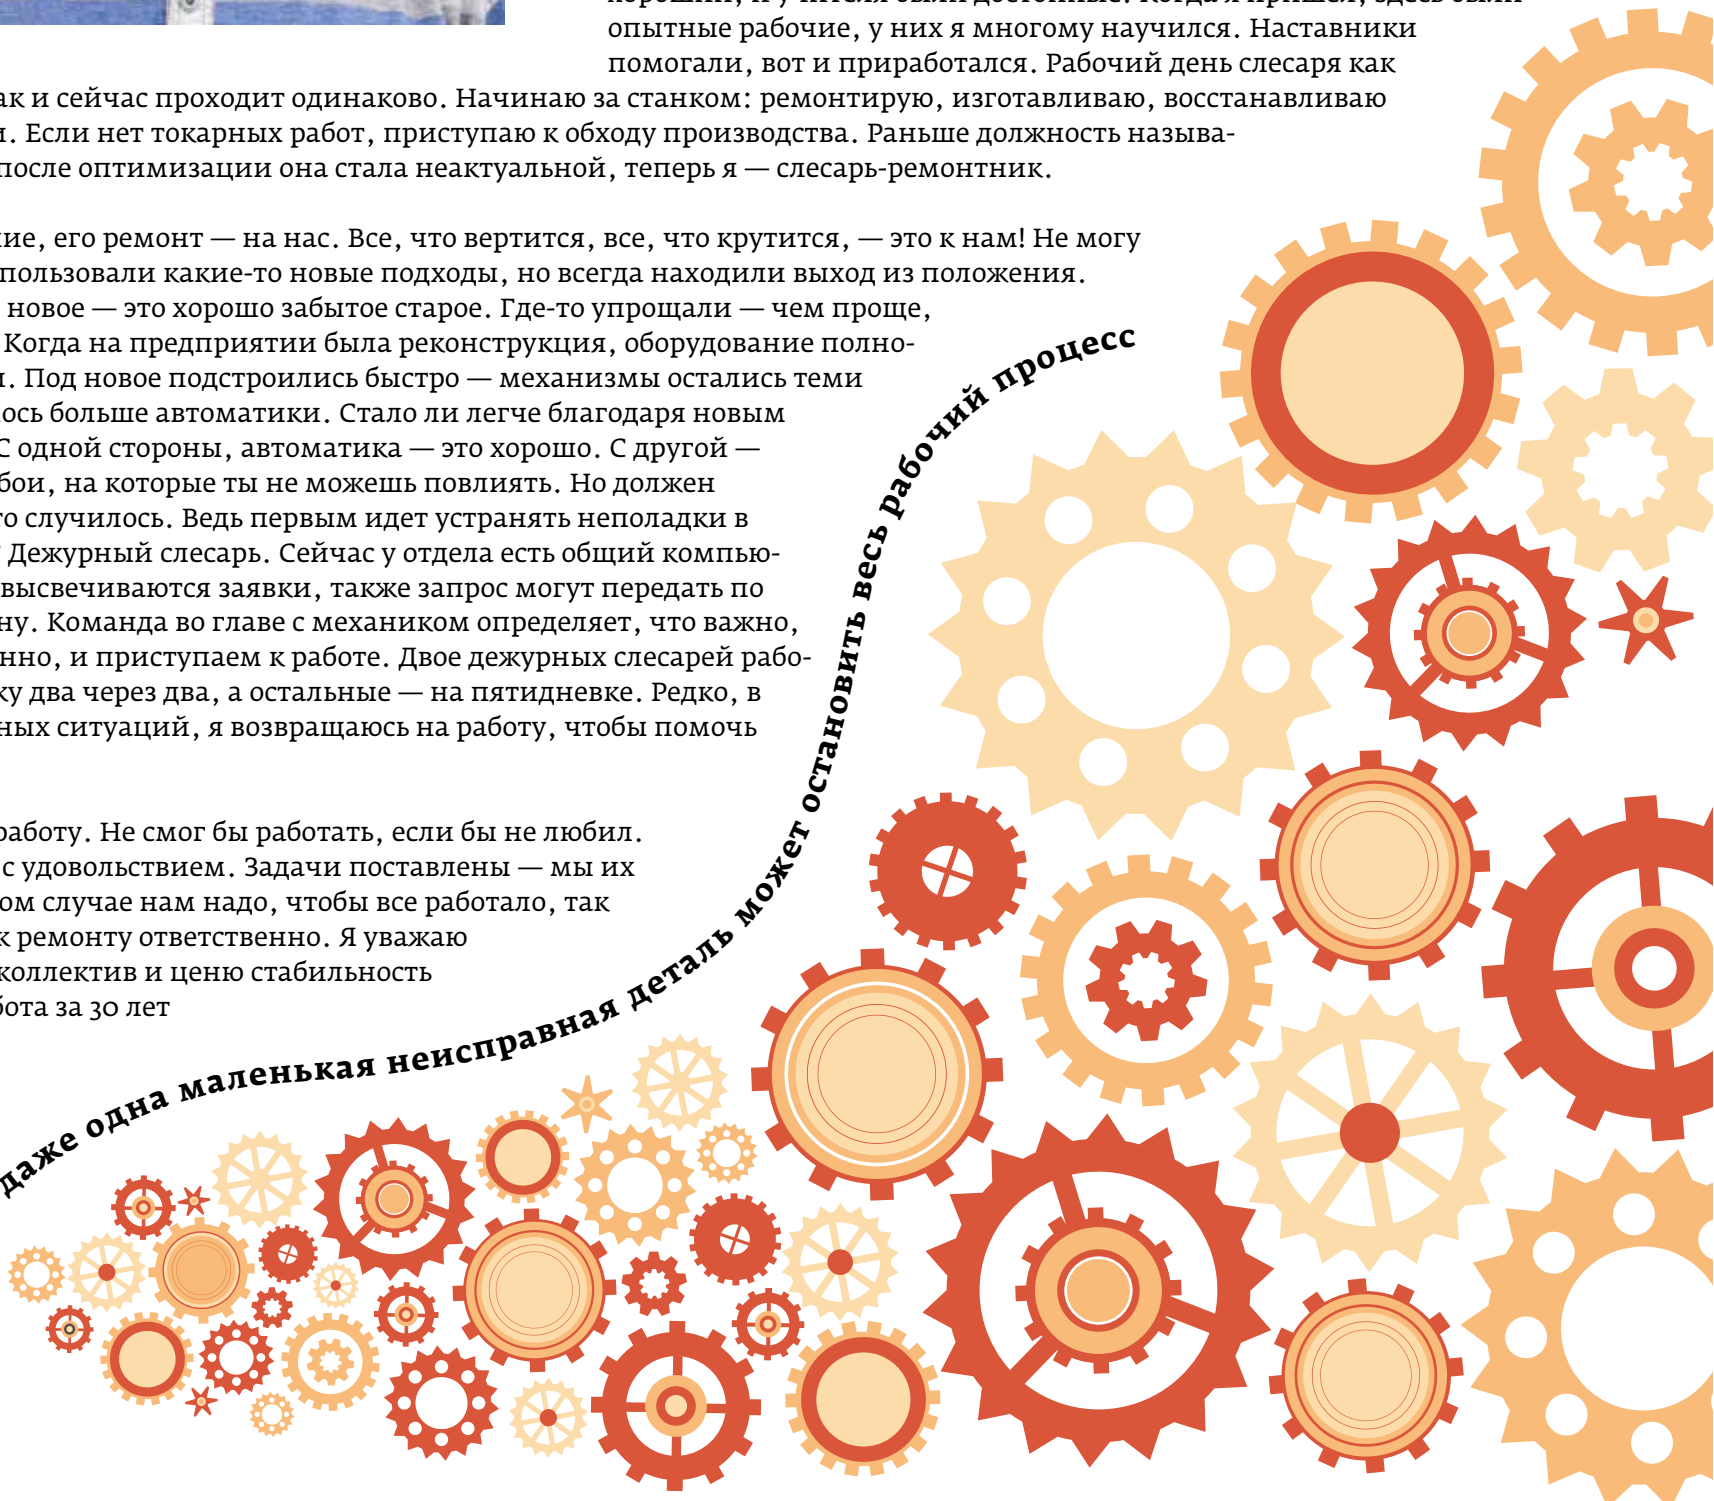 опытные рабочие, у них я многому научился. Наставники
помогали, вот и приработался. Рабочий день слесаря как
и сейчас проходит одинаково. Начинаю за станком: ремонтирую, изготавливаю, восстанавливаю
Если нет токарных работ, приступаю к обходу производства. Раньше должность называ-
после оптимизации она стала неактуальной, теперь я — слесарь-ремонтник.
его ремонт — на нас. Все, что вертится, все, что крутится, — это к нам! Не могу
пользовали какие-то новые подходы, но всегда находили выход из положения.
новое — это хорошо забытое старое. Где-то упрощали — чем проще,
Когда на предприятии была реконструкция, оборудование полно-
Под новое подстроились быстро — механизмы остались теми
ось больше автоматики. Стало ли легче благодаря новым
С одной стороны, автоматика — это хорошо. С другой —
бои, на которые ты не можешь повлиять. Но должен
случилось. Ведь первым идет устранять неполадки в
Дежурный слесарь. Сейчас у отдела есть общий компью-
высвечиваются заявки, также запрос могут передать по
ну. Команда во главе с механиком определяет, что важно,
нно, и приступаем к работе. Двое дежурных слесарей рабо-
ку два через два, а остальные — на пятидневке. Редко, в
ных ситуаций, я возвращаюсь на работу, чтобы помочь
работу. Не смог бы работать, если бы не любил.
с удовольствием. Задачи поставлены — мы их
ом случае нам надо, чтобы все работало, так
к ремонту ответственно. Я уважаю
коллектив и ценю стабильность
бота за 30 лет
даже одна маленькая неисправная деталь может остановить весь рабочий процесс